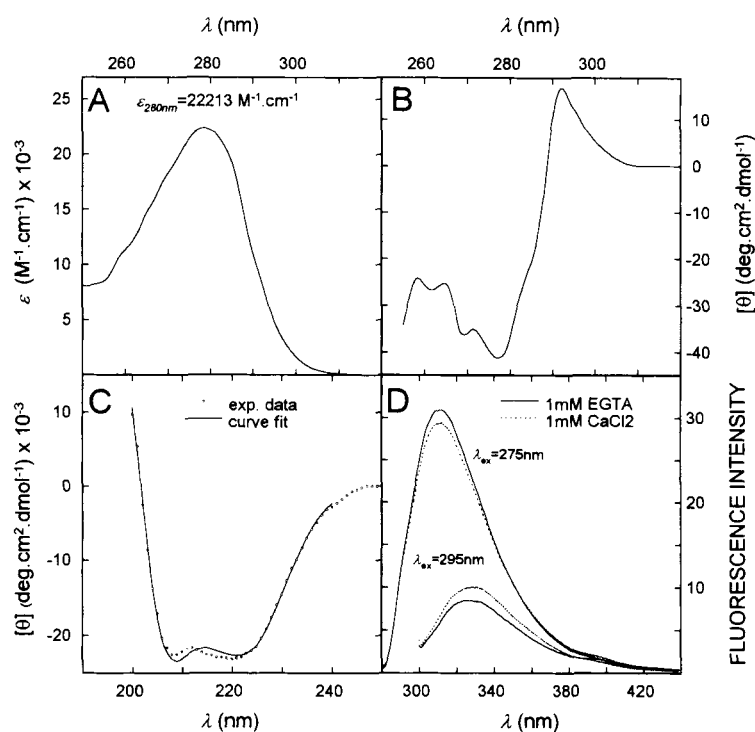 λ (nm) λ (nm)
260 280 300 260 280 300
A
ε280nm=22213 M⁻¹.cm⁻¹
ε (M⁻¹.cm⁻¹) x 10⁻³
25
20
15
10
5
B
10
0
-10
-20
-30
-40
[θ] (deg.cm².dmol⁻¹)
C
exp. data
curve fit
[θ] (deg.cm².dmol⁻¹) x 10⁻³
10
0
-10
-20
200 220 240
λ (nm)
D
1mM EGTA
1mM CaCl2
λex=275nm
λex=295nm
30
20
10
FLUORESCENCE INTENSITY
300 340 380 420
λ (nm)